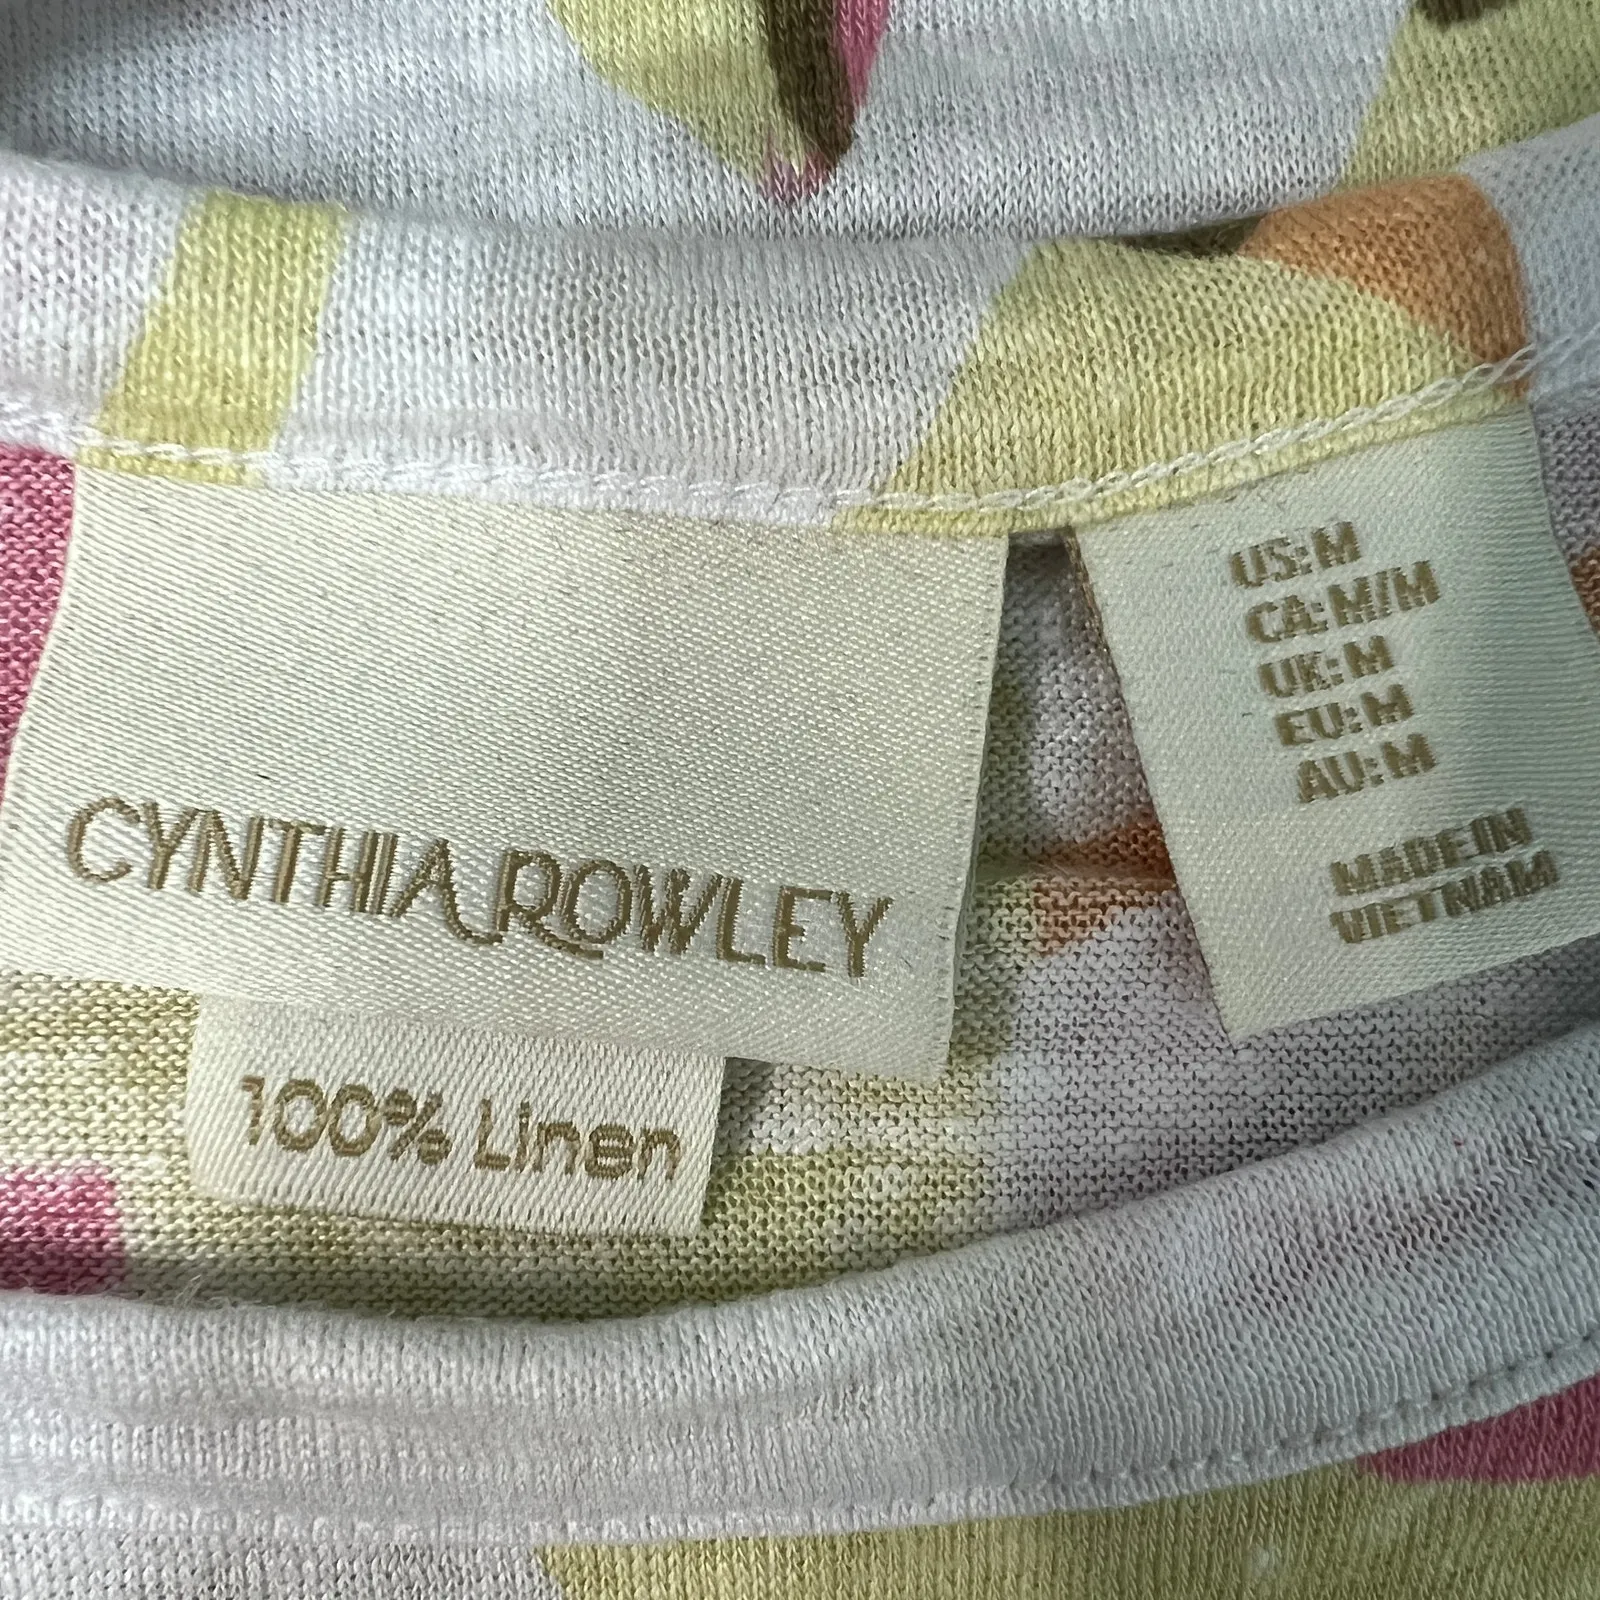 CYNTHIA ROWLEY
100% Linen
US: M
CA: M/M
UK: M
EU: M
AU: M
MADE IN
VIETNAM